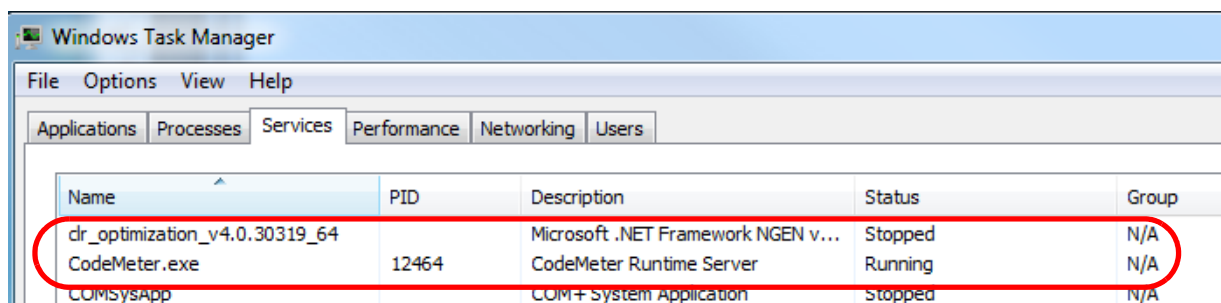 Windows Task Manager
File Options View Help
Applications Processes Services Performance Networking Users
Name PID Description Status Group
clr_optimization_v4.0.30319_64 Microsoft .NET Framework NGEN v... Stopped N/A
CodeMeter.exe 12464 CodeMeter Runtime Server Running N/A
COMSysApp COM+ System Application Stopped N/A